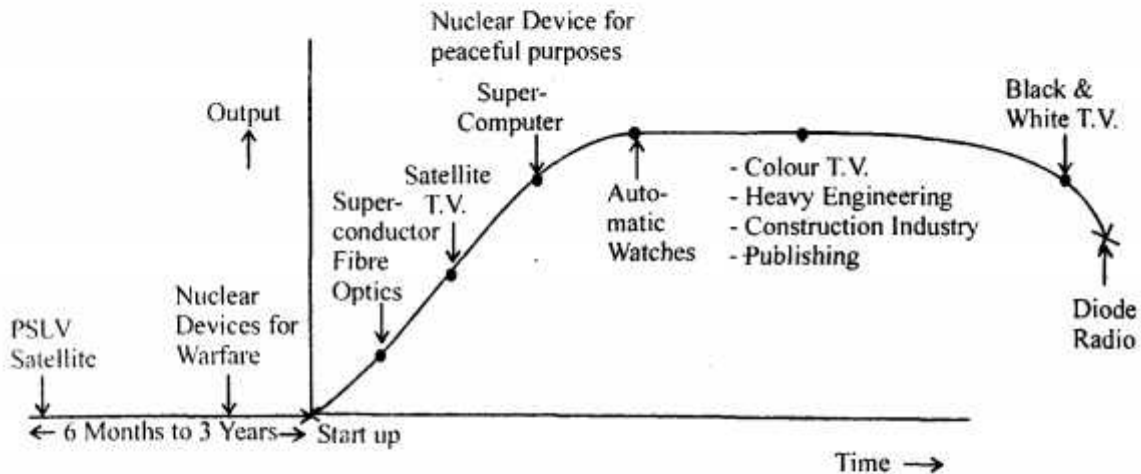 Nuclear Device for
peaceful purposes
Output
Super-
Computer
Black &
White T.V.
Satellite
T.V.
Super-
conductor
Fibre
Optics
Auto-
matic
Watches
- Colour T.V.
- Heavy Engineering
- Construction Industry
- Publishing
Nuclear
Devices for
Warfare
PSLV
Satellite
Diode
Radio
6 Months to 3 Years
Start up
Time